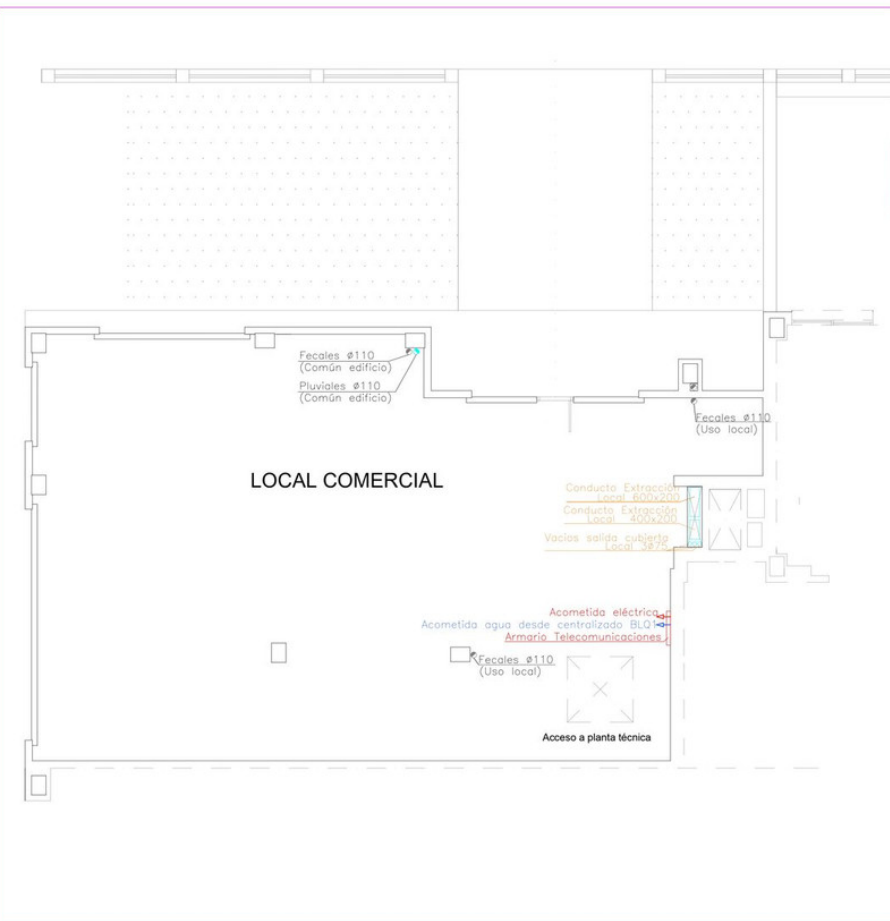 Fecales ø110
(Común edificio)
Pluviales ø110
(Común edificio)
Fecales ø110
(Uso local)
LOCAL COMERCIAL
Conducto Extracción
Local 600x200
Conducto Extracción
Local 400x200
Vacios salida cubierta
Local 3ø75
Acometida eléctrica
Acometida agua desde centralizado BLQ1
Armario Telecomunicaciones
Fecales ø110
(Uso local)
Acceso a planta técnica